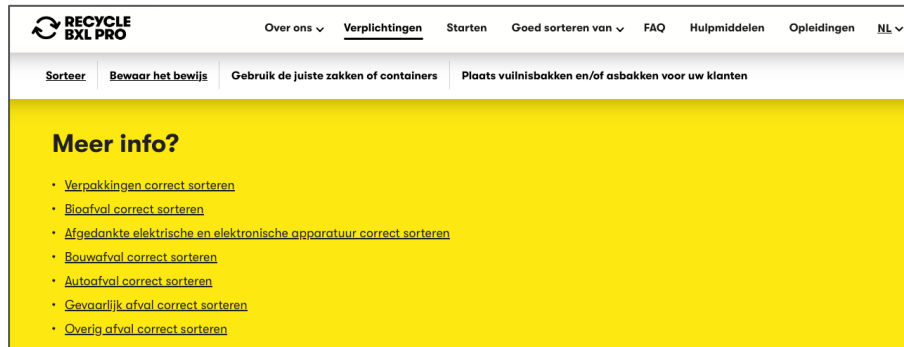 RECYCLE
BXL PRO
Over ons Verplichtingen Starten Goed sorteren van FAQ Hulpmiddelen Opleidingen NL
Sorteer Bewaar het bewijs Gebruik de juiste zakken of containers Plaats vuilnisbakken en/of asbakken voor uw klanten
Meer info?
• Verpakkingen correct sorteren
• Bioafval correct sorteren
• Afgedankte elektrische en elektronische apparatuur correct sorteren
• Bouwafval correct sorteren
• Autoafval correct sorteren
• Gevaarlijk afval correct sorteren
• Overig afval correct sorteren